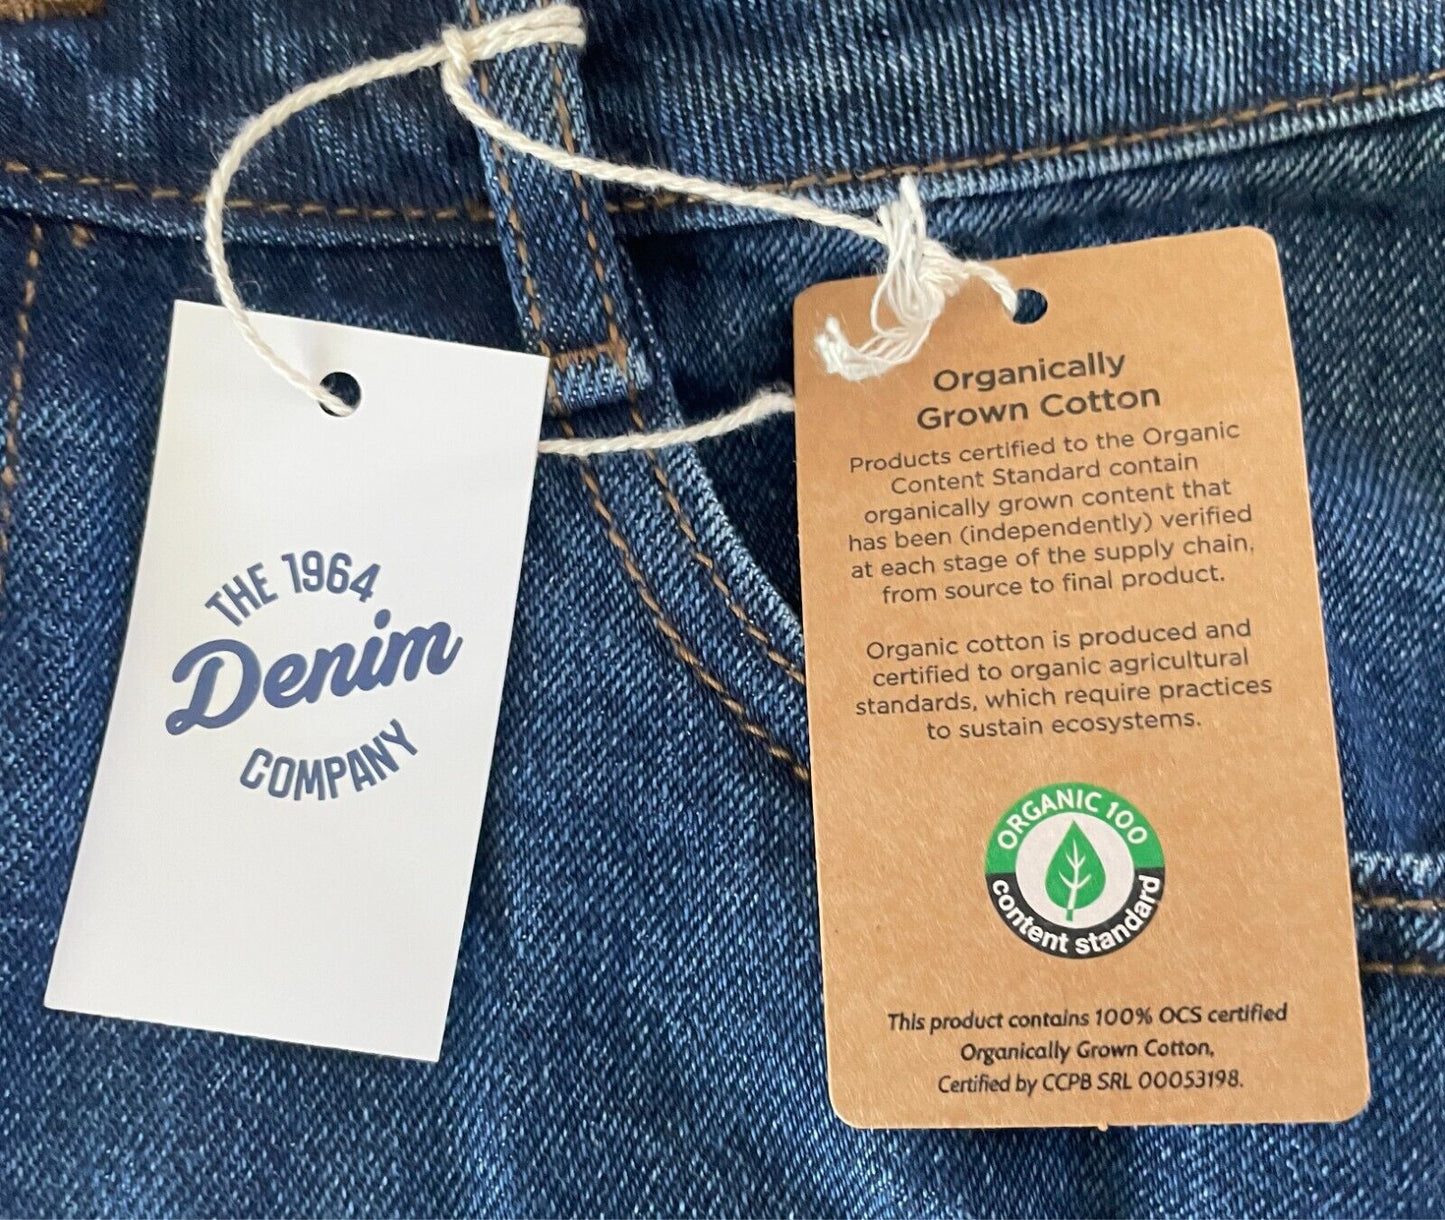 THE 1964
Denim
COMPANY
Organically
Grown Cotton
Products certified to the Organic
Content Standard contain
organically grown content that
has been (independently) verified
at each stage of the supply chain,
from source to final product.
Organic cotton is produced and
certified to organic agricultural
standards, which require practices
to sustain ecosystems.
ORGANIC 100
content standard
This product contains 100% OCS certified
Organically Grown Cotton,
Certified by CCPB SRL 00053198.